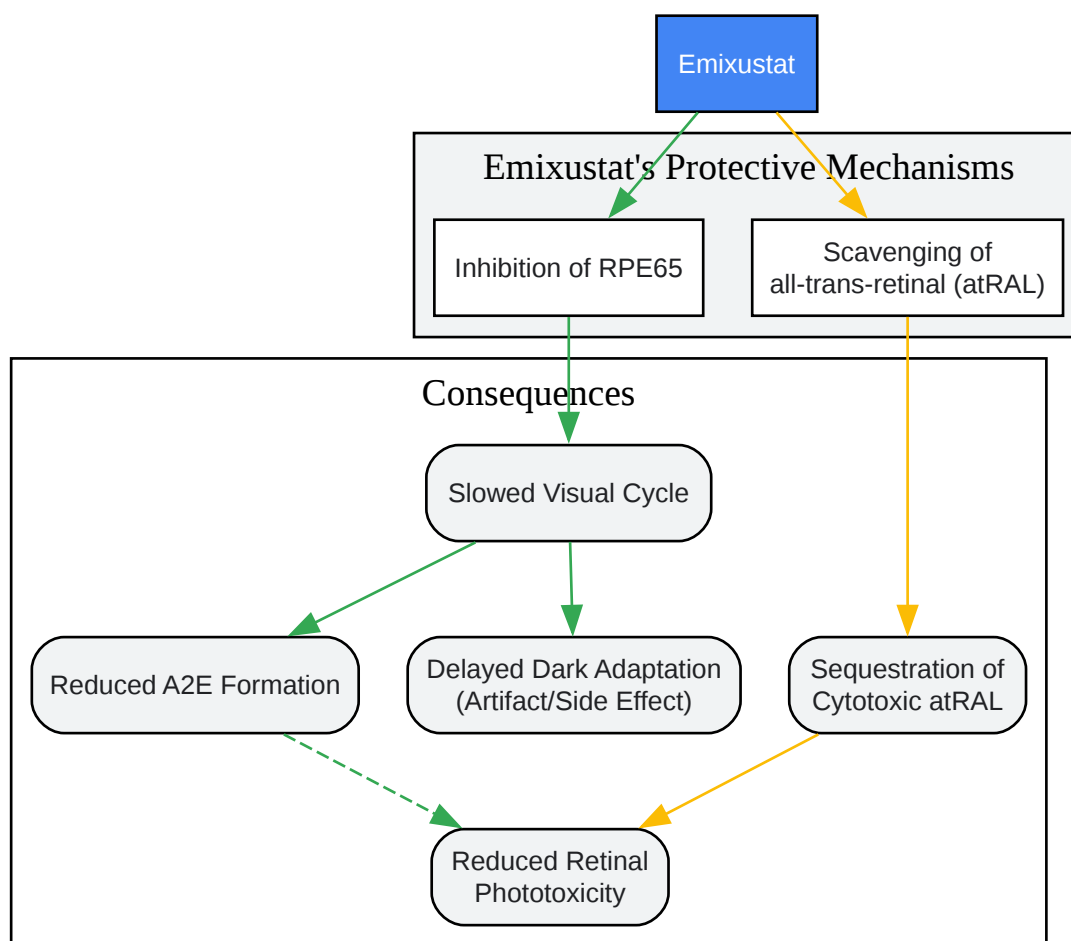 Emixustat
Emixustat's Protective Mechanisms
Inhibition of RPE65
Scavenging of
all-trans-retinal (atRAL)
Consequences
Slowed Visual Cycle
Reduced A2E Formation
Delayed Dark Adaptation
(Artifact/Side Effect)
Sequestration of
Cytotoxic atRAL
Reduced Retinal
Phototoxicity